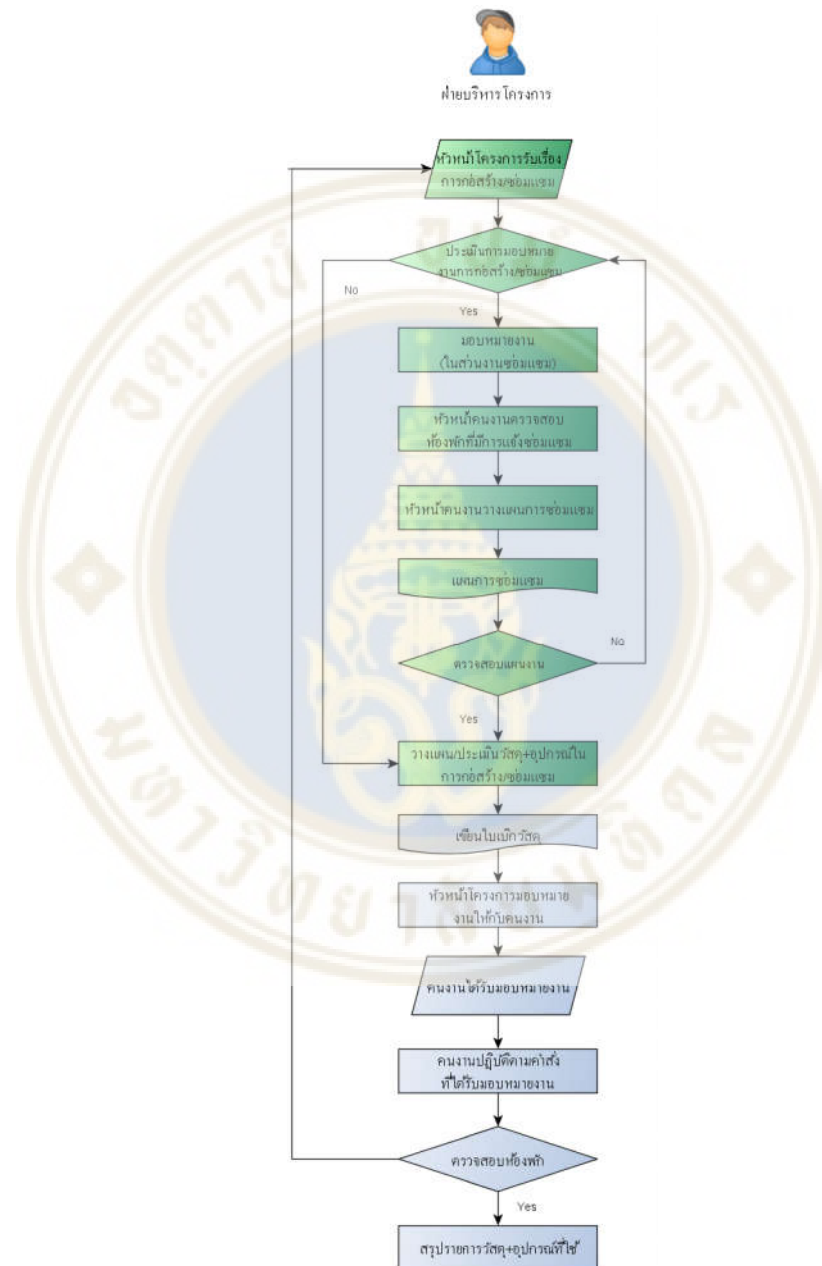 ฝ่ายบริหารโครงการ
หัวหน้าโครงการรับเรื่อง
การก่อสร้าง/ซ่อมแซม
ประเมินการมอบหมาย
งานการก่อสร้าง/ซ่อมแซม
No
Yes
มอบหมายงาน
(ในส่วนงานซ่อมแซม)
หัวหน้าคนงานตรวจสอบ
ห้องพักที่มีการแจ้งซ่อมแซม
หัวหน้าคนงานวางแผนการซ่อมแซม
แผนการซ่อมแซม
No
ตรวจสอบแผนงาน
Yes
วางแผน/ประเมินวัสดุ+อุปกรณ์ใน
การก่อสร้าง/ซ่อมแซม
เขียนใบเบิกวัสดุ
หัวหน้าโครงการมอบหมาย
งานให้กับคนงาน
คนงานได้รับมอบหมายงาน
คนงานปฏิบัติตามคำสั่ง
ที่ได้รับมอบหมายงาน
ตรวจสอบห้องพัก
Yes
สรุปรายการวัสดุ+อุปกรณ์ที่ใช้
มหาวิทยาลัยมหิดล